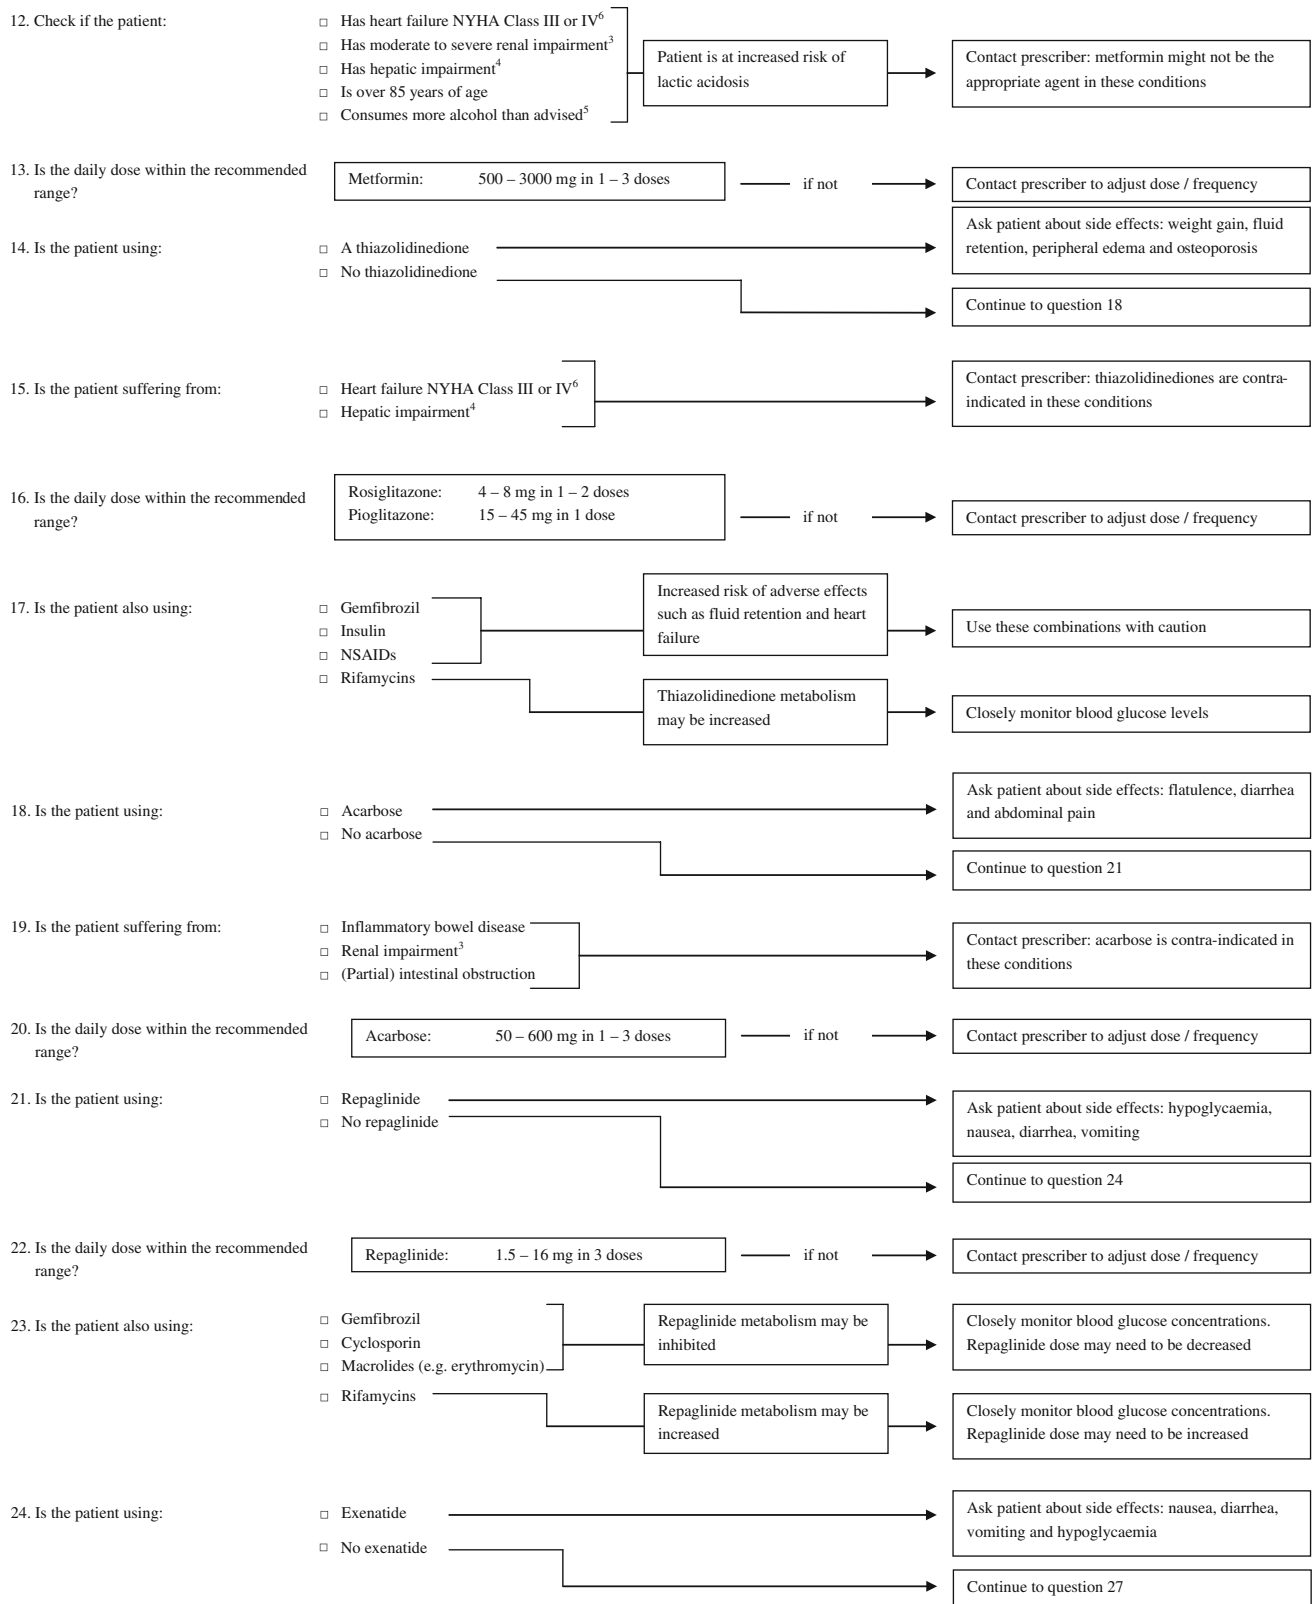 12. Check if the patient:
□ Has heart failure NYHA Class III or IV⁶
□ Has moderate to severe renal impairment³
□ Has hepatic impairment⁴
□ Is over 85 years of age
□ Consumes more alcohol than advised⁵
Patient is at increased risk of
lactic acidosis
Contact prescriber: metformin might not be the
appropriate agent in these conditions
13. Is the daily dose within the recommended
range?
Metformin: 500 – 3000 mg in 1 – 3 doses
if not
Contact prescriber to adjust dose / frequency
14. Is the patient using:
□ A thiazolidinedione
□ No thiazolidinedione
Ask patient about side effects: weight gain, fluid
retention, peripheral edema and osteoporosis
Continue to question 18
15. Is the patient suffering from:
□ Heart failure NYHA Class III or IV⁶
□ Hepatic impairment⁴
Contact prescriber: thiazolidinediones are contra-
indicated in these conditions
16. Is the daily dose within the recommended
range?
Rosiglitazone: 4 – 8 mg in 1 – 2 doses
Pioglitazone: 15 – 45 mg in 1 dose
if not
Contact prescriber to adjust dose / frequency
17. Is the patient also using:
□ Gemfibrozil
□ Insulin
□ NSAIDs
□ Rifamycins
Increased risk of adverse effects
such as fluid retention and heart
failure
Use these combinations with caution
Thiazolidinedione metabolism
may be increased
Closely monitor blood glucose levels
18. Is the patient using:
□ Acarbose
□ No acarbose
Ask patient about side effects: flatulence, diarrhea
and abdominal pain
Continue to question 21
19. Is the patient suffering from:
□ Inflammatory bowel disease
□ Renal impairment³
□ (Partial) intestinal obstruction
Contact prescriber: acarbose is contra-indicated in
these conditions
20. Is the daily dose within the recommended
range?
Acarbose: 50 – 600 mg in 1 – 3 doses
if not
Contact prescriber to adjust dose / frequency
21. Is the patient using:
□ Repaglinide
□ No repaglinide
Ask patient about side effects: hypoglycaemia,
nausea, diarrhea, vomiting
Continue to question 24
22. Is the daily dose within the recommended
range?
Repaglinide: 1.5 – 16 mg in 3 doses
if not
Contact prescriber to adjust dose / frequency
23. Is the patient also using:
□ Gemfibrozil
□ Cyclosporin
□ Macrolides (e.g. erythromycin)
□ Rifamycins
Repaglinide metabolism may be
inhibited
Closely monitor blood glucose concentrations.
Repaglinide dose may need to be decreased
Repaglinide metabolism may be
increased
Closely monitor blood glucose concentrations.
Repaglinide dose may need to be increased
24. Is the patient using:
□ Exenatide
□ No exenatide
Ask patient about side effects: nausea, diarrhea,
vomiting and hypoglycaemia
Continue to question 27